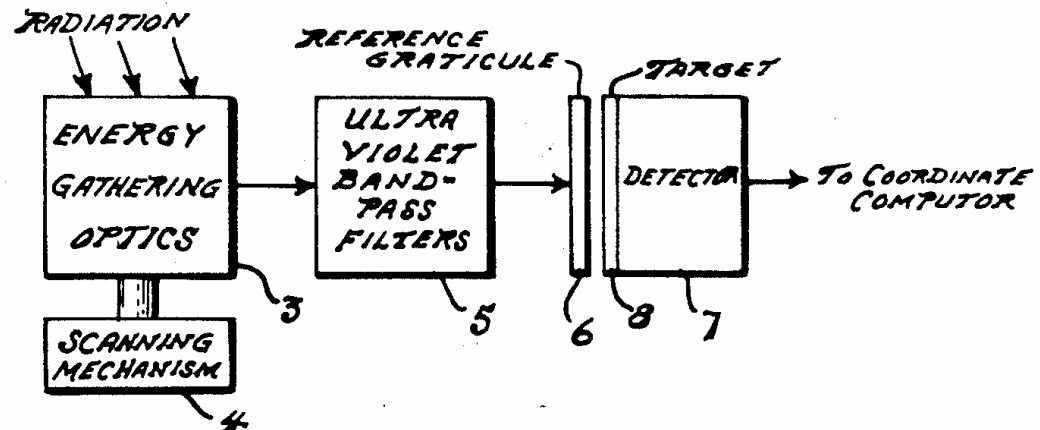 RADIATION
ENERGY
GATHERING
OPTICS
3
SCANNING
MECHANISM
4
ULTRA
VIOLET
BAND-
PASS
FILTERS
5
REFERENCE
GRATICULE
6
TARGET
8
DETECTOR
7
TO COORDINATE
COMPUTOR